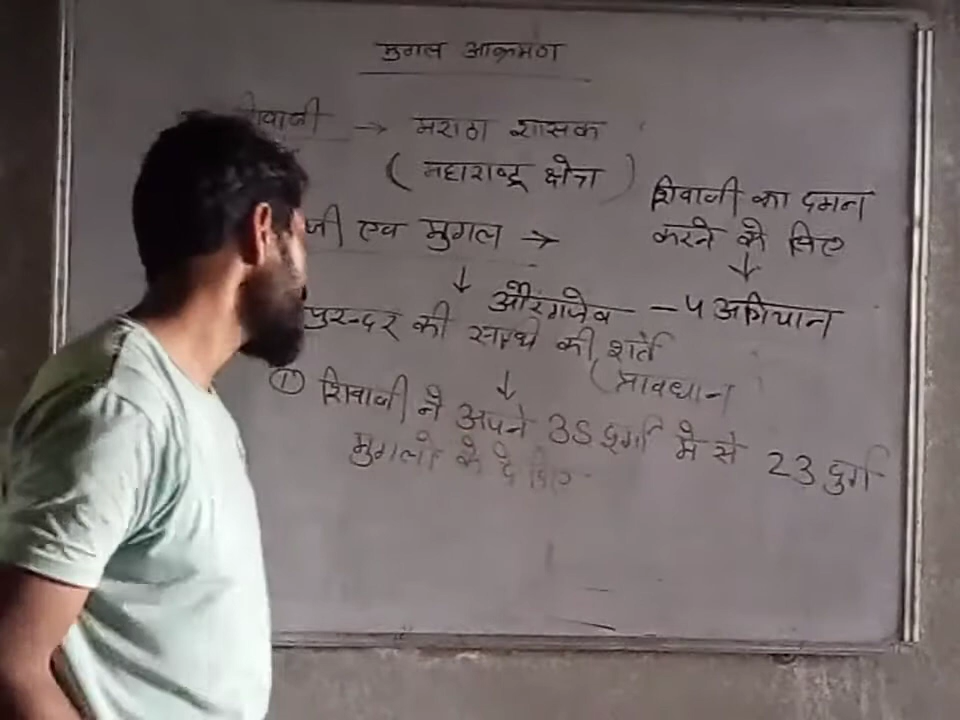 मुगल आक्रमण
→ मराठा शासक
(महाराष्ट्र क्षेत्र)
शिवाजी का दमन
करने के लिए
↓
जी एव मुगल →
↓ औरंगजेब - 5 अभियान
पुरन्दर की सन्धि की शर्ते
(प्रावधान
↓
① शिवाजी ने अपने 35 दुर्गो मे से 23 दुर्ग
मुगलो को दे दिए